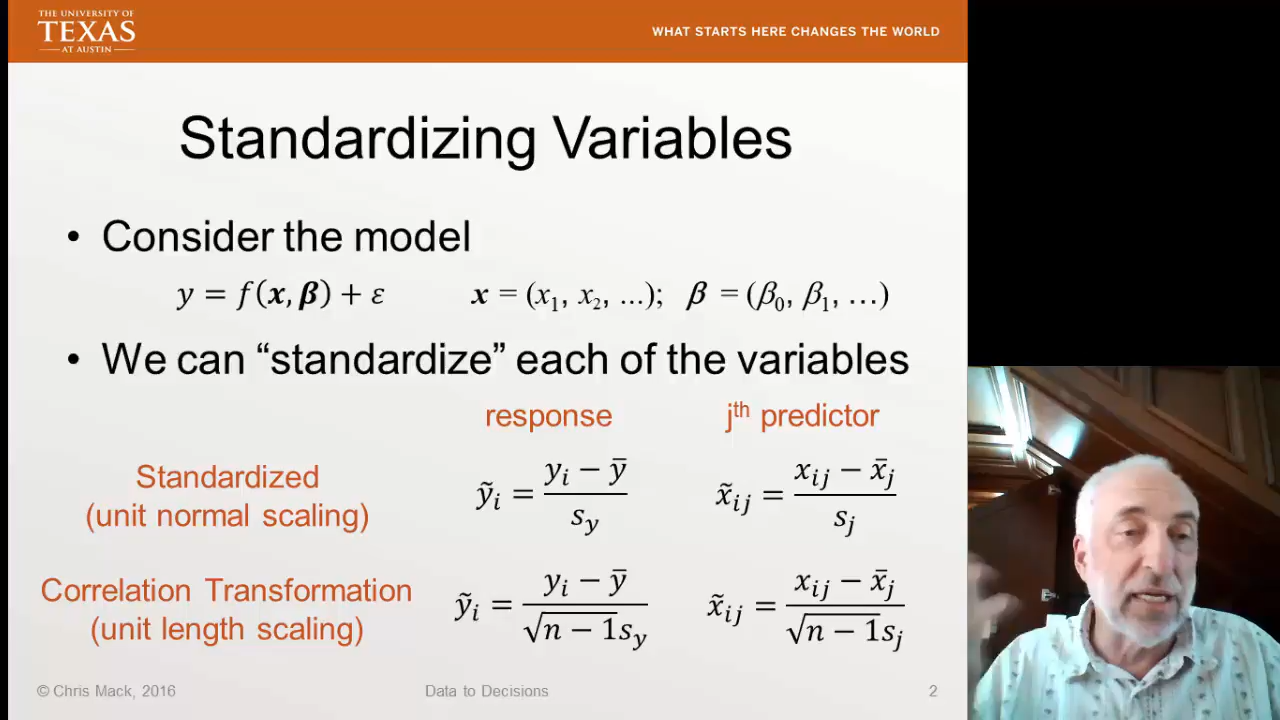 THE UNIVERSITY OF
TEXAS
AT AUSTIN
WHAT STARTS HERE CHANGES THE WORLD
Standardizing Variables
• Consider the model
y = f(x, β) + ε   x = (x₁, x₂, ...); β = (β₀, β₁, …)
• We can “standardize” each of the variables
response   jᵗʰ predictor
Standardized
(unit normal scaling)
ỹᵢ = (yᵢ − ȳ) / s_y   x̃ᵢⱼ = (xᵢⱼ − x̄ⱼ) / sⱼ
Correlation Transformation
(unit length scaling)
ỹᵢ = (yᵢ − ȳ) / (√(n − 1) s_y)   x̃ᵢⱼ = (xᵢⱼ − x̄ⱼ) / (√(n − 1) sⱼ)
© Chris Mack, 2016   Data to Decisions   2